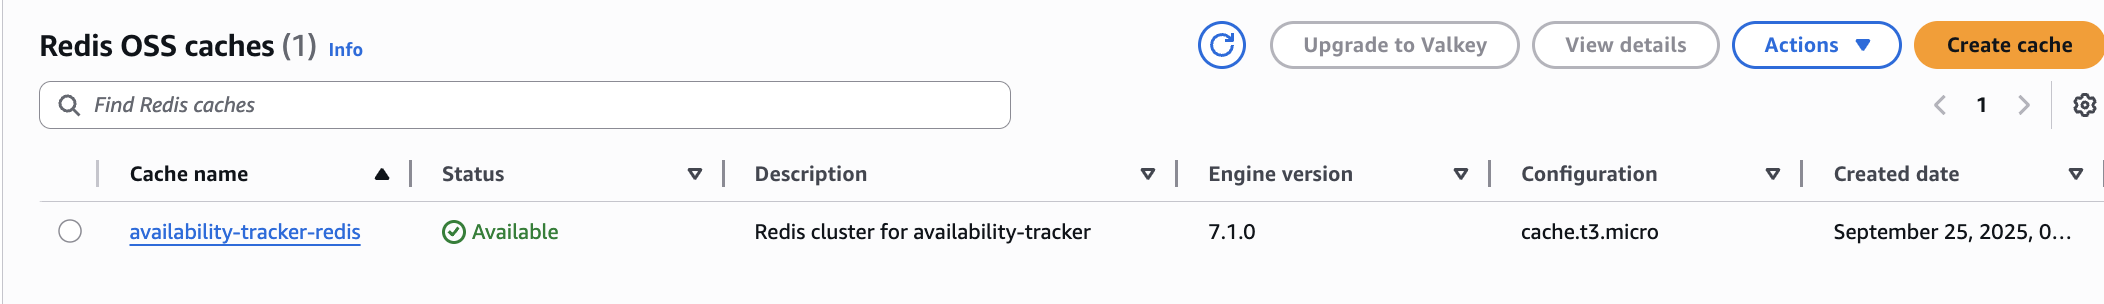 Redis OSS caches (1) Info
Upgrade to Valkey View details Actions Create cache
Find Redis caches
1
Cache name Status Description Engine version Configuration Created date
availability-tracker-redis Available Redis cluster for availability-tracker 7.1.0 cache.t3.micro September 25, 2025, 0...